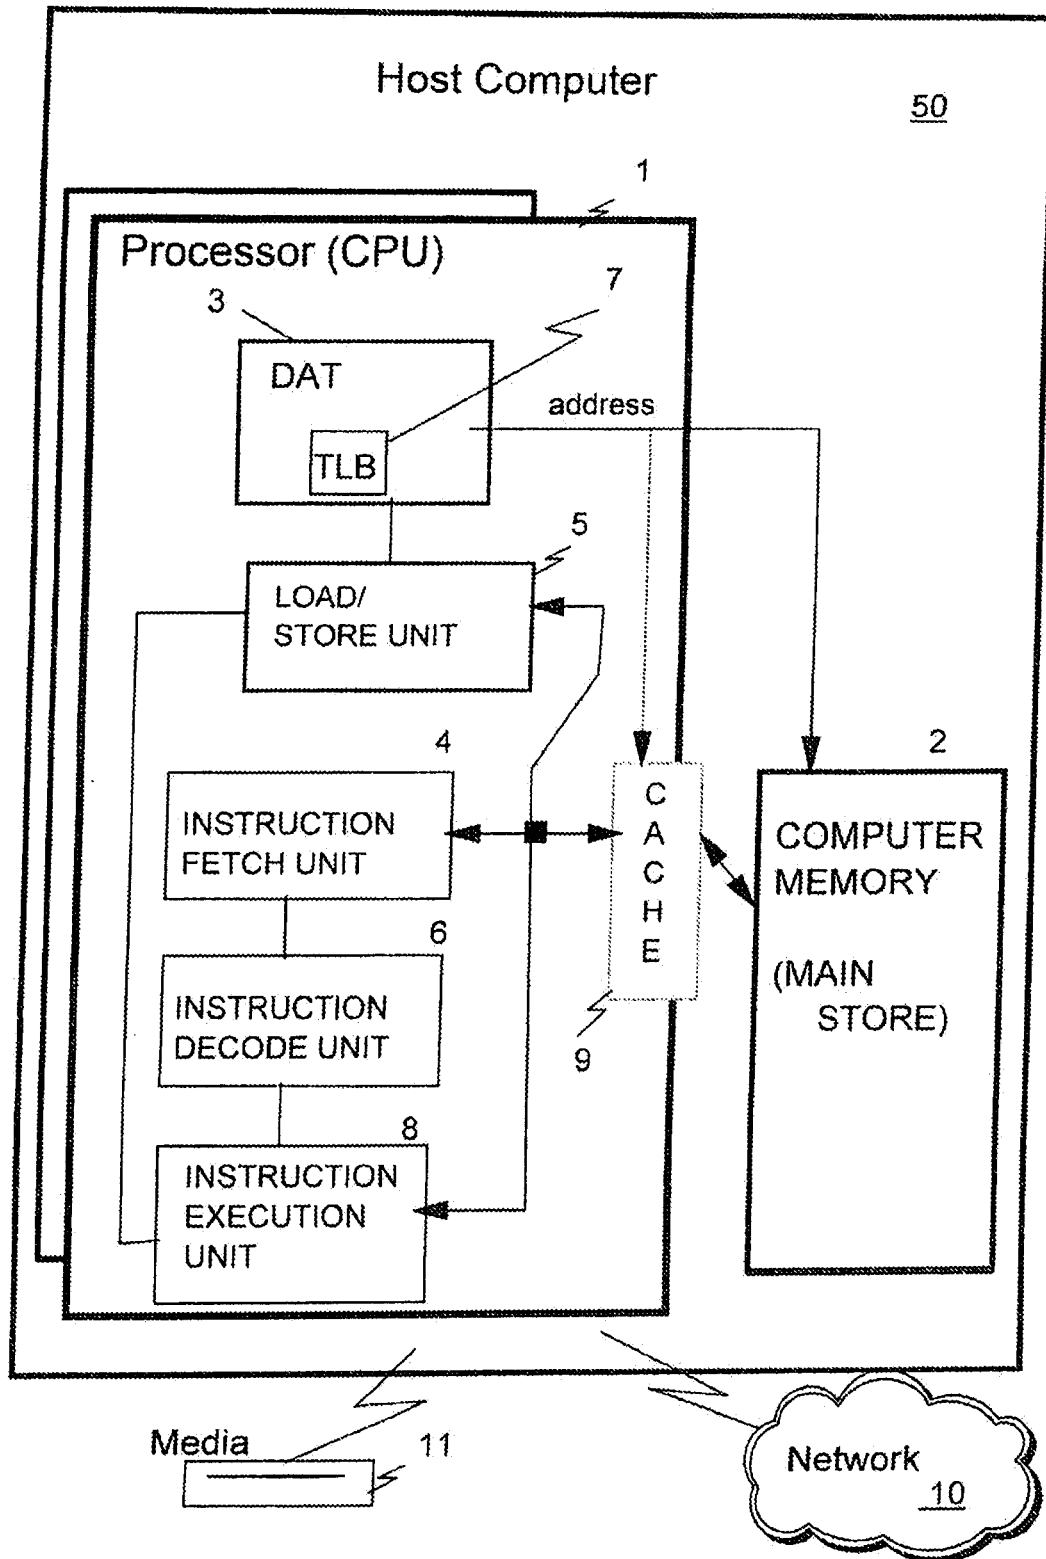 Host Computer
50
1
Processor (CPU)
7
3
DAT
address
TLB
5
LOAD/
STORE UNIT
4
2
INSTRUCTION
FETCH UNIT
C
A
C
H
E
COMPUTER
MEMORY
(MAIN
STORE)
6
INSTRUCTION
DECODE UNIT
9
8
INSTRUCTION
EXECUTION
UNIT
Media
11
Network
10